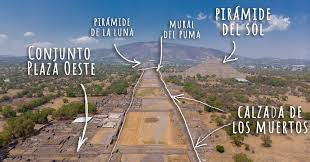 PIRÁMIDE
DE LA LUNA
MURAL
DEL PUMA
PIRÁMIDE
DEL SOL
CONJUNTO
PLAZA OESTE
CALZADA DE
LOS MUERTOS